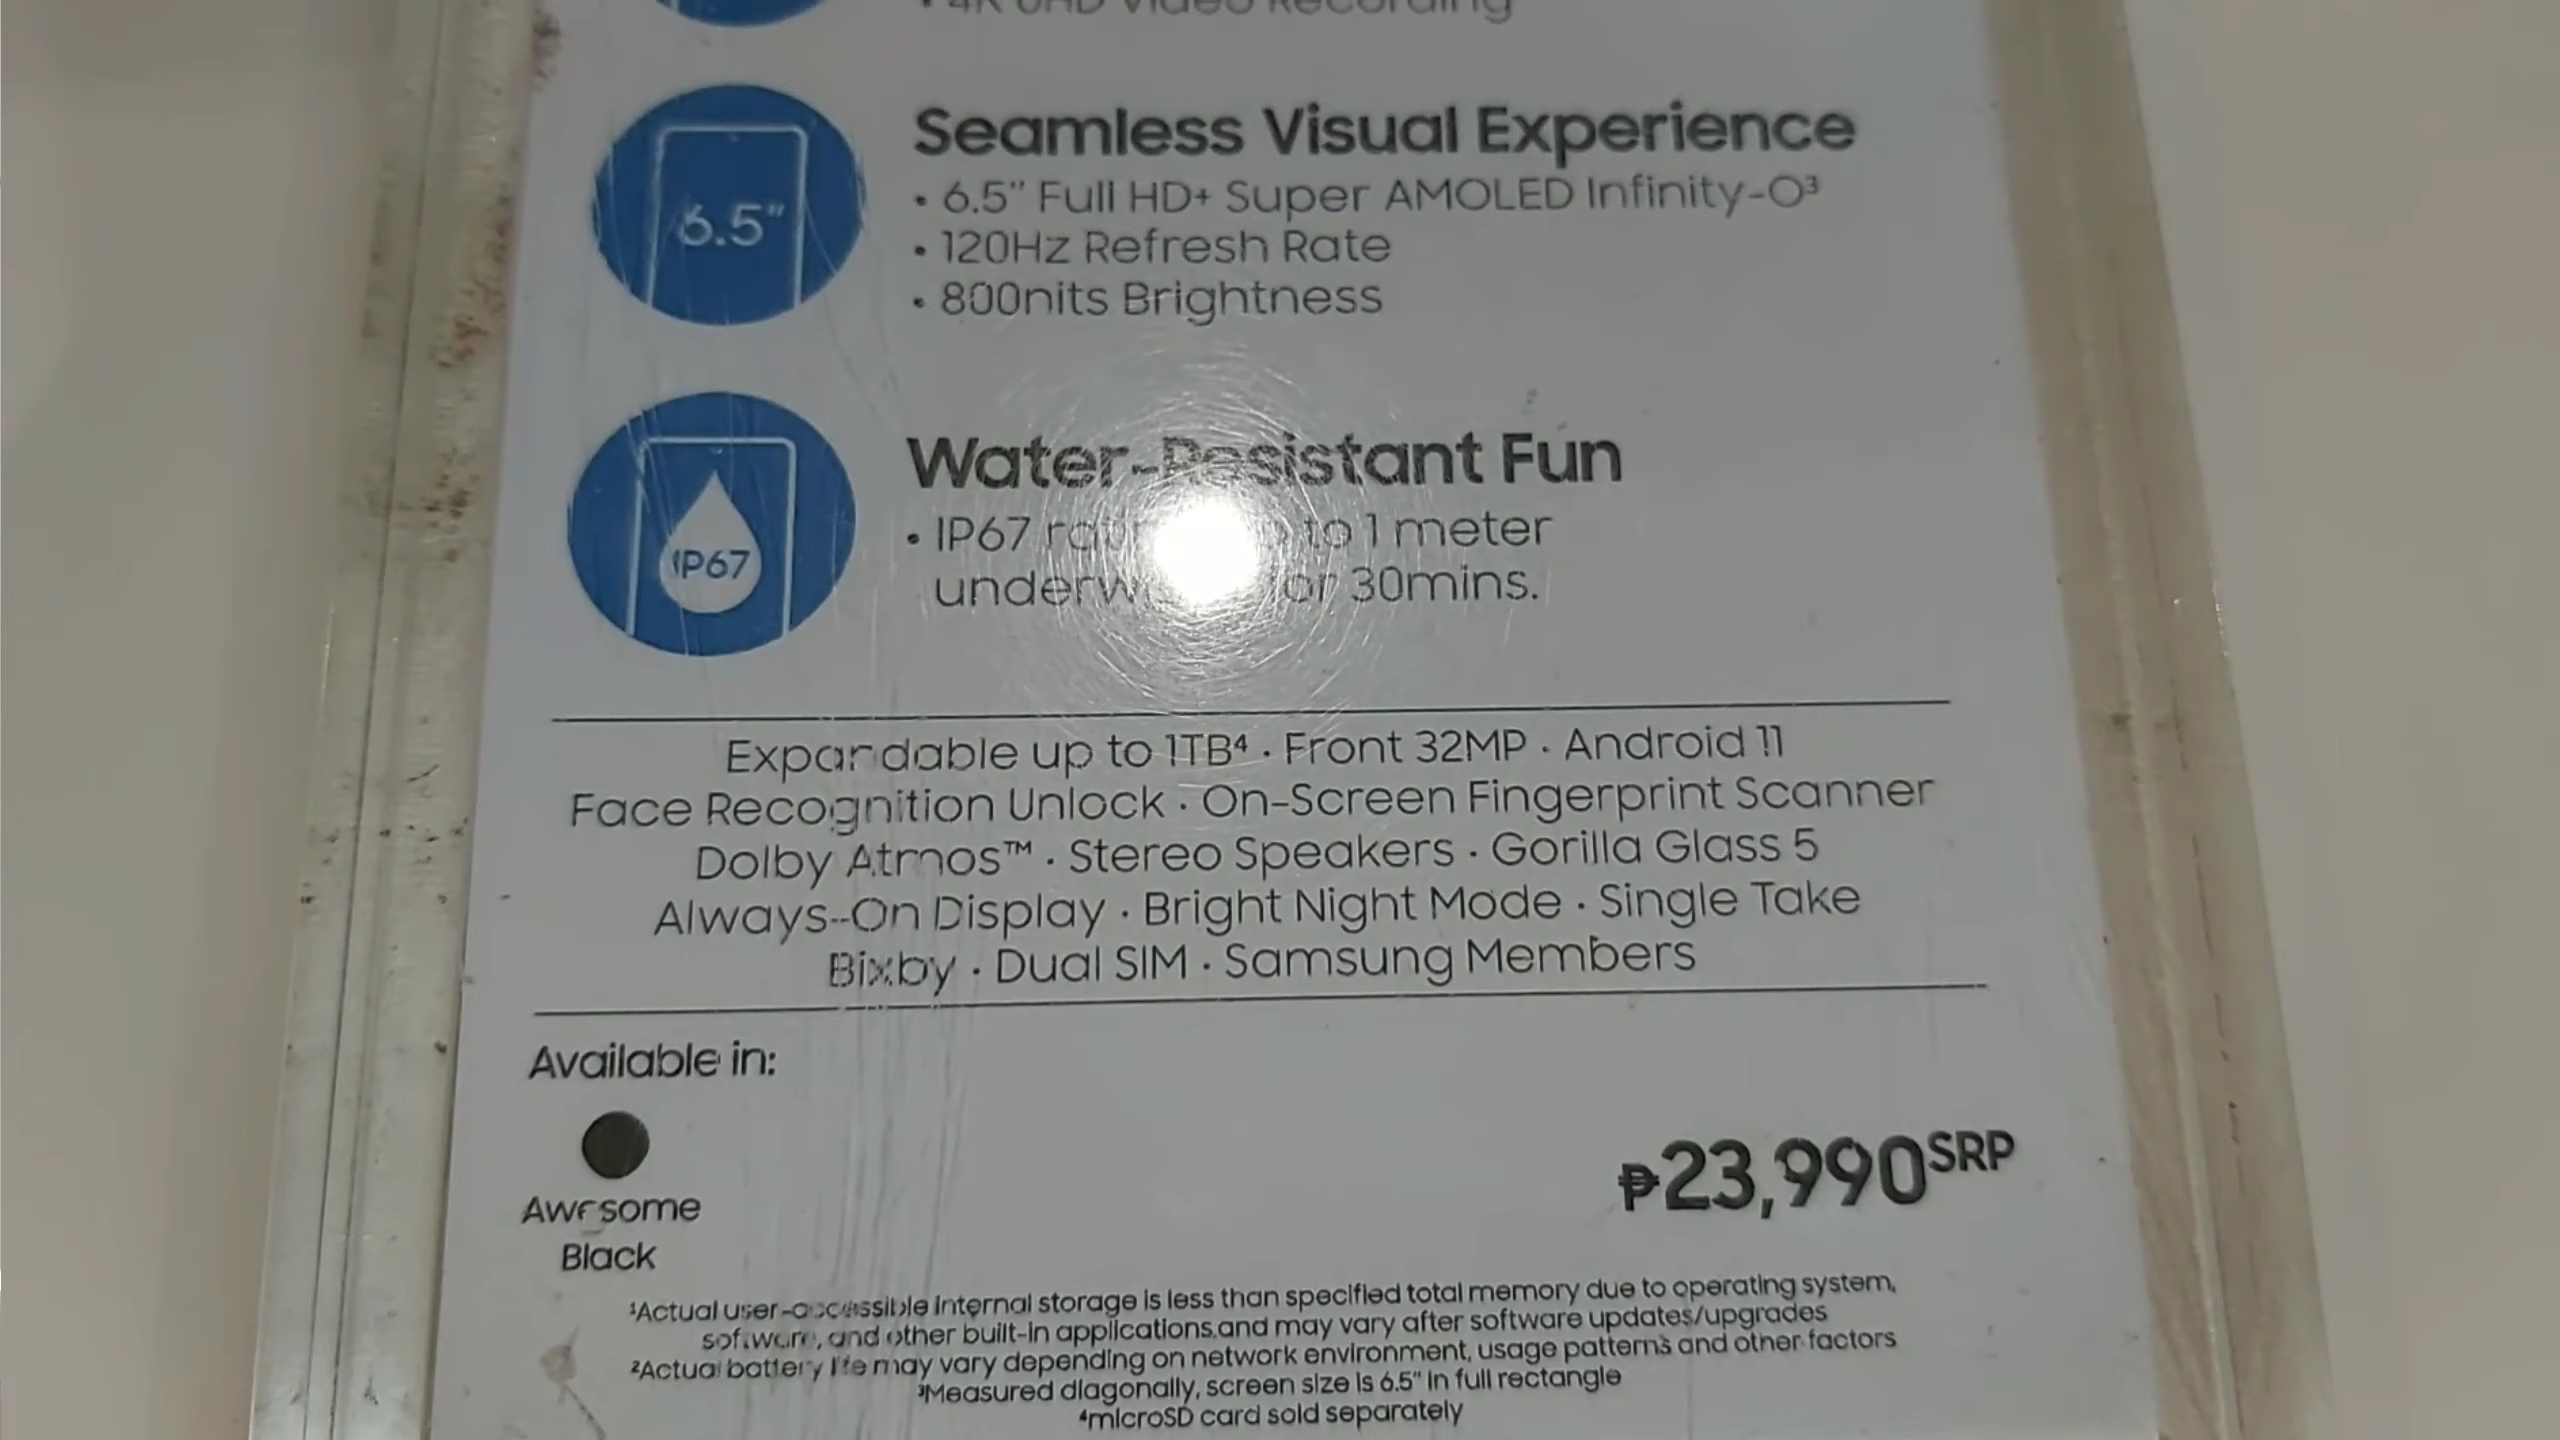 4K UHD Video Recording
6.5"
Seamless Visual Experience
• 6.5" Full HD+ Super AMOLED Infinity-O³
• 120Hz Refresh Rate
• 800nits Brightness
IP67
Water-Resistant Fun
• IP67 to 1 meter
for 30mins.
Expandable up to 1TB⁴ · Front 32MP · Android 11
Face Recognition Unlock · On-Screen Fingerprint Scanner
Dolby Atmos™ · Stereo Speakers · Gorilla Glass 5
Always-On Display · Bright Night Mode · Single Take
Bixby · Dual SIM · Samsung Members
Available in:
Awesome
Black
₱23,990 SRP
¹Actual user-accessible internal storage is less than specified total memory due to operating system,
software, and other built-in applications,and may vary after software updates/upgrades
²Actual battery life may vary depending on network environment, usage patterns and other factors
³Measured diagonally, screen size is 6.5" in full rectangle
⁴microSD card sold separately